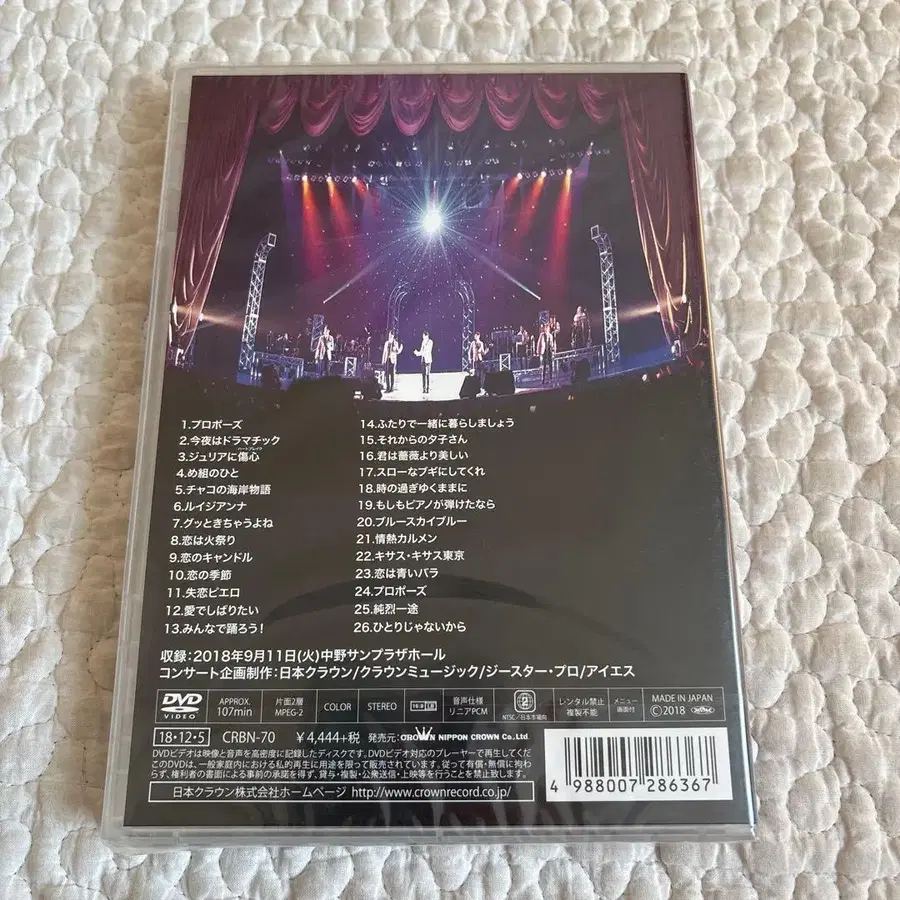 1.プロポーズ
2.今夜はドラマチック
ハートブレイク
3.ジュリアに傷心
4.め組のひと
5.チャコの海岸物語
6.ルイジアンナ
7.グッときちゃうよね
8.恋は火祭り
9.恋のキャンドル
10.恋の季節
11.失恋ピエロ
12.愛でしばりたい
13.みんなで踊ろう!
14.ふたりで一緒に暮らしましょう
15.それからの夕子さん
16.君は薔薇より美しい
17.スローなブギにしてくれ
18.時の過ぎゆくままに
19.もしもピアノが弾けたなら
20.ブルースカイブルー
21.情熱カルメン
22.キサス・キサス東京
23.恋は青いバラ
24.プロポーズ
25.純烈一途
26.ひとりじゃないから
収録:2018年9月11日(火)中野サンプラザホール
コンサート企画制作:日本クラウン/クラウンミュージック/ジースター・プロ/アイエス
DVD VIDEO APPROX. 107min 片面2層 MPEG-2 COLOR STEREO 16:9 LB 音声仕様 リニアPCM 2 NTSC/日本市場向 レンタル禁止 複製不能 メニュー画面付 MADE IN JAPAN ©2018
18・12・5 CRBN-70 ¥4,444+税 発売元: CROWN NIPPON CROWN Co.,Ltd.
DVDビデオは映像と音声を高密度に記録したディスクです。DVDビデオ対応のプレーヤーで再生してくだ
このDVDは、一般家庭内における私的再生に用途を限って販売されています。従って有償・無償に拘わ
らず、権利者の書面による事前の承諾を得ず、貸与・複製・公衆送信・上映等を行うことを禁止致します。
日本クラウン株式会社ホームページ http://www.crownrecord.co.jp/
4 988007 286367